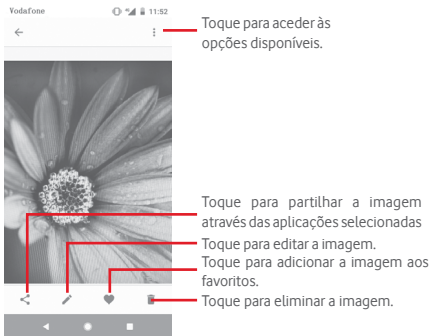 Vodafone 11:52
Toque para aceder às
opções disponíveis.
Toque para partilhar a imagem
através das aplicações selecionadas
Toque para editar a imagem.
Toque para adicionar a imagem aos
favoritos.
Toque para eliminar a imagem.